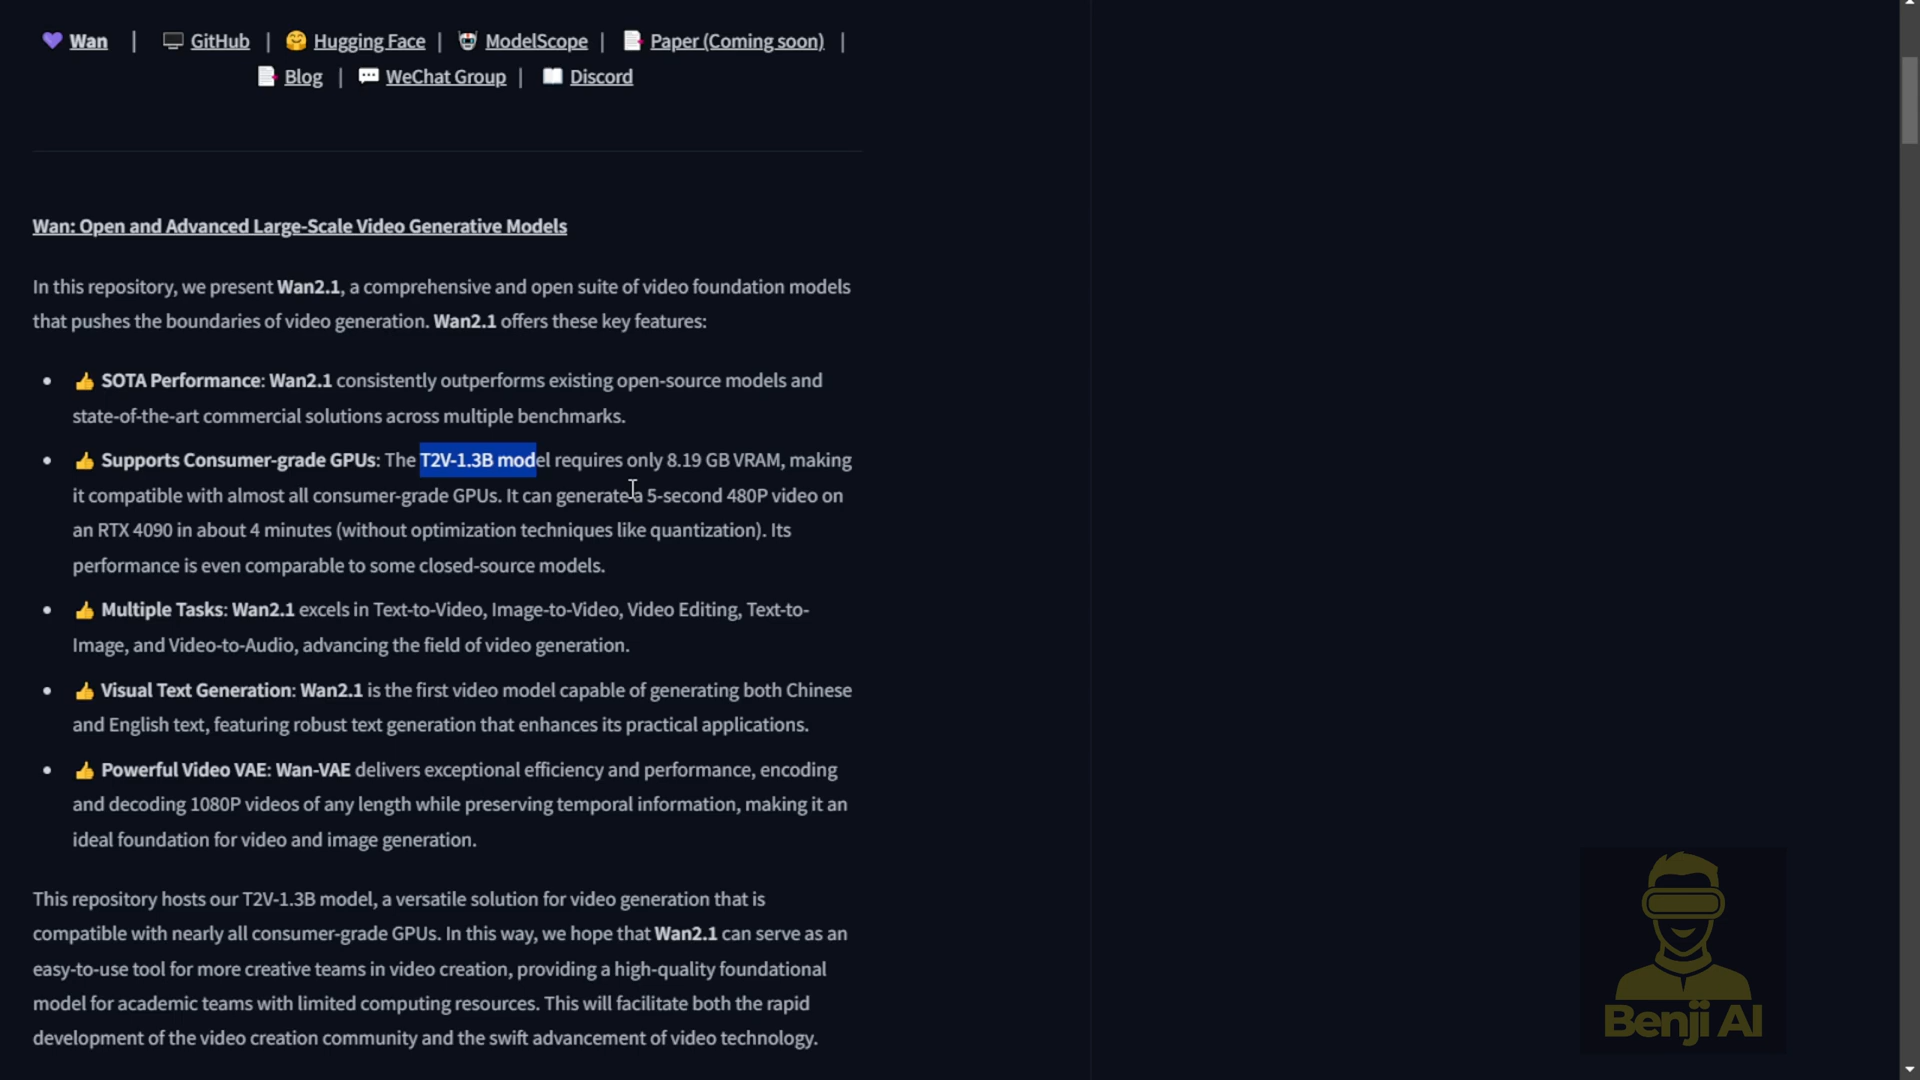 💜 Wan | 🖥️ GitHub | 🤗 Hugging Face | 🤖 ModelScope | 📑 Paper (Coming soon) |
📑 Blog | 💬 WeChat Group | 📖 Discord
Wan: Open and Advanced Large-Scale Video Generative Models
In this repository, we present Wan2.1, a comprehensive and open suite of video foundation models
that pushes the boundaries of video generation. Wan2.1 offers these key features:
• 👍 SOTA Performance: Wan2.1 consistently outperforms existing open-source models and
state-of-the-art commercial solutions across multiple benchmarks.
• 👍 Supports Consumer-grade GPUs: The T2V-1.3B model requires only 8.19 GB VRAM, making
it compatible with almost all consumer-grade GPUs. It can generate a 5-second 480P video on
an RTX 4090 in about 4 minutes (without optimization techniques like quantization). Its
performance is even comparable to some closed-source models.
• 👍 Multiple Tasks: Wan2.1 excels in Text-to-Video, Image-to-Video, Video Editing, Text-to-
Image, and Video-to-Audio, advancing the field of video generation.
• 👍 Visual Text Generation: Wan2.1 is the first video model capable of generating both Chinese
and English text, featuring robust text generation that enhances its practical applications.
• 👍 Powerful Video VAE: Wan-VAE delivers exceptional efficiency and performance, encoding
and decoding 1080P videos of any length while preserving temporal information, making it an
ideal foundation for video and image generation.
This repository hosts our T2V-1.3B model, a versatile solution for video generation that is
compatible with nearly all consumer-grade GPUs. In this way, we hope that Wan2.1 can serve as an
easy-to-use tool for more creative teams in video creation, providing a high-quality foundational
model for academic teams with limited computing resources. This will facilitate both the rapid
development of the video creation community and the swift advancement of video technology.
Benji AI